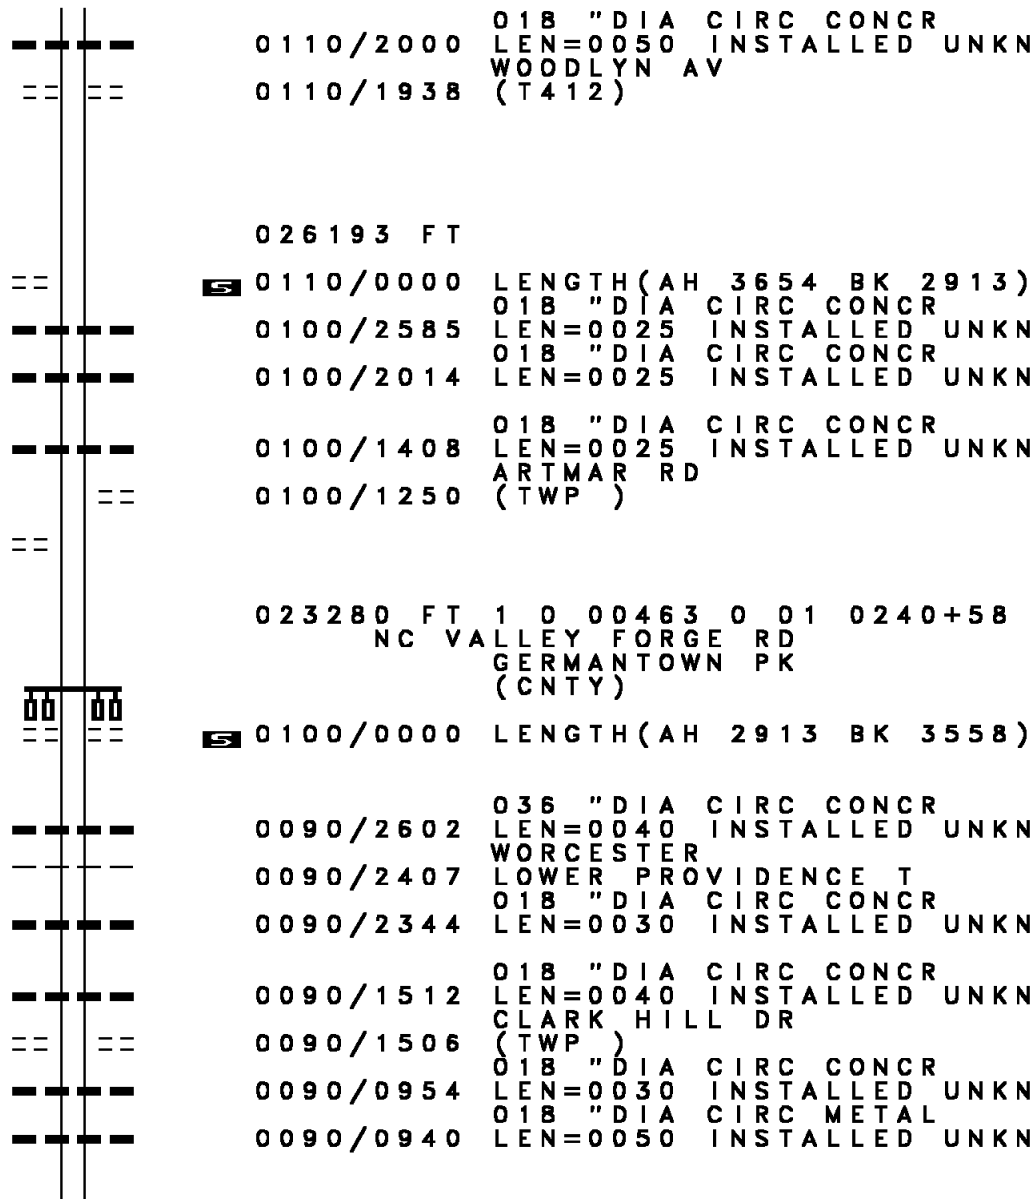 018 "DIA CIRC CONCR
0110/2000 LEN=0050 INSTALLED UNKN
WOODLYN AV
0110/1938 (T412)
026193 FT
S 0110/0000 LENGTH(AH 3654 BK 2913)
018 "DIA CIRC CONCR
0100/2585 LEN=0025 INSTALLED UNKN
018 "DIA CIRC CONCR
0100/2014 LEN=0025 INSTALLED UNKN
018 "DIA CIRC CONCR
0100/1408 LEN=0025 INSTALLED UNKN
ARTMAR RD
0100/1250 (TWP )
023280 FT 1 0 00463 0 01 0240+58
NC VALLEY FORGE RD
GERMANTOWN PK
(CNTY)
S 0100/0000 LENGTH(AH 2913 BK 3558)
036 "DIA CIRC CONCR
0090/2602 LEN=0040 INSTALLED UNKN
WORCESTER
0090/2407 LOWER PROVIDENCE T
018 "DIA CIRC CONCR
0090/2344 LEN=0030 INSTALLED UNKN
018 "DIA CIRC CONCR
0090/1512 LEN=0040 INSTALLED UNKN
CLARK HILL DR
0090/1506 (TWP )
018 "DIA CIRC CONCR
0090/0954 LEN=0030 INSTALLED UNKN
018 "DIA CIRC METAL
0090/0940 LEN=0050 INSTALLED UNKN